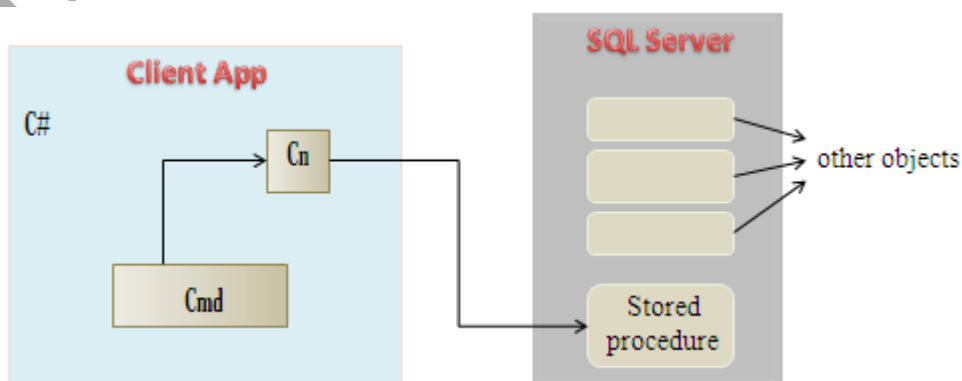 Client App
C#
Cn
Cmd
SQL Server
other objects
Stored
procedure